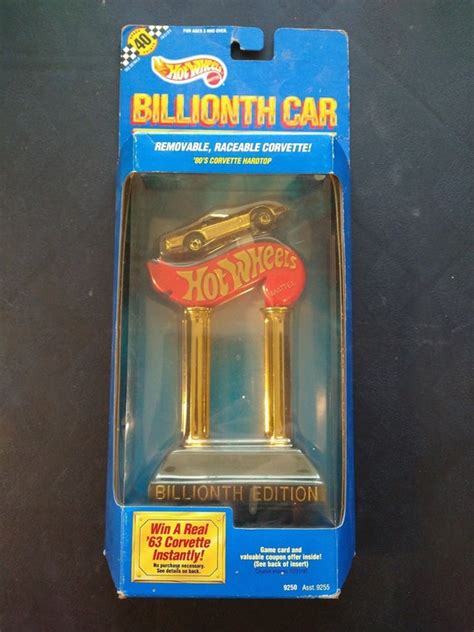 40
FOR AGES 3 AND OVER.
HOT WHEELS
BILLIONTH CAR
REMOVABLE, RACEABLE CORVETTE!
'80'S CORVETTE HARDTOP
HOT WHEELS
MATTEL
BILLIONTH EDITION
Win A Real
'63 Corvette
Instantly!
No purchase necessary.
See details on back.
Game card and
valuable coupon offer inside!
(See back of insert)
9250 Asst. 9255